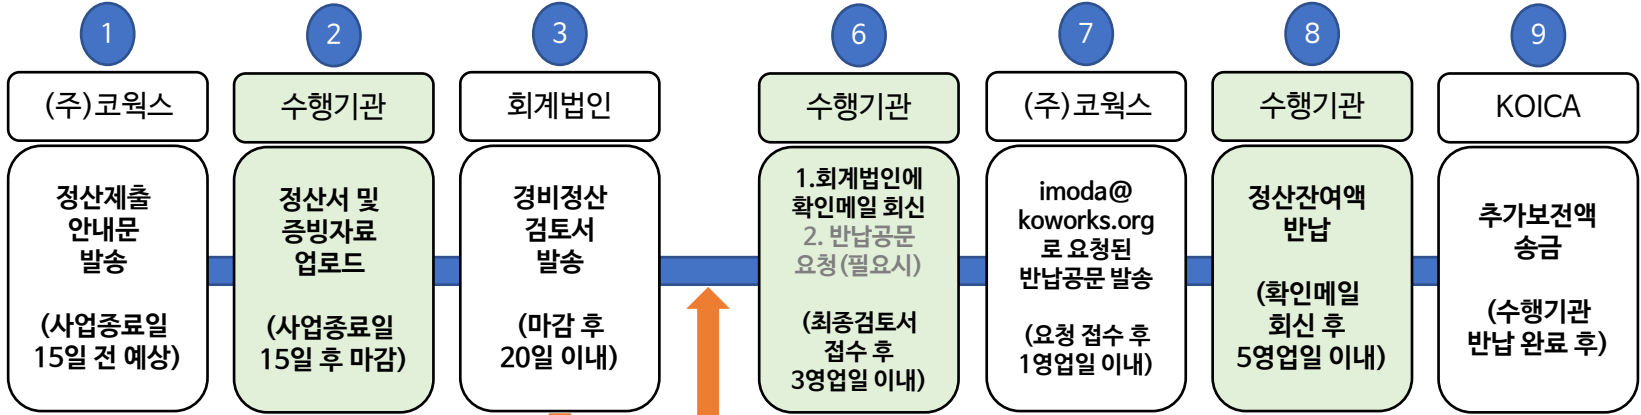 1
(주)코웍스
정산제출
안내문
발송
(사업종료일
15일 전 예상)
2
수행기관
정산서 및
증빙자료
업로드
(사업종료일
15일 후 마감)
3
회계법인
경비정산
검토서
발송
(마감 후
20일 이내)
6
수행기관
1.회계법인에
확인메일 회신
2. 반납공문
요청(필요시)
(최종검토서
접수 후
3영업일 이내)
7
(주)코웍스
imoda@
koworks.org
로 요청된
반납공문 발송
(요청 접수 후
1영업일 이내)
8
수행기관
정산잔여액
반납
(확인메일
회신 후
5영업일 이내)
9
KOICA
추가보전액
송금
(수행기관
반납 완료 후)